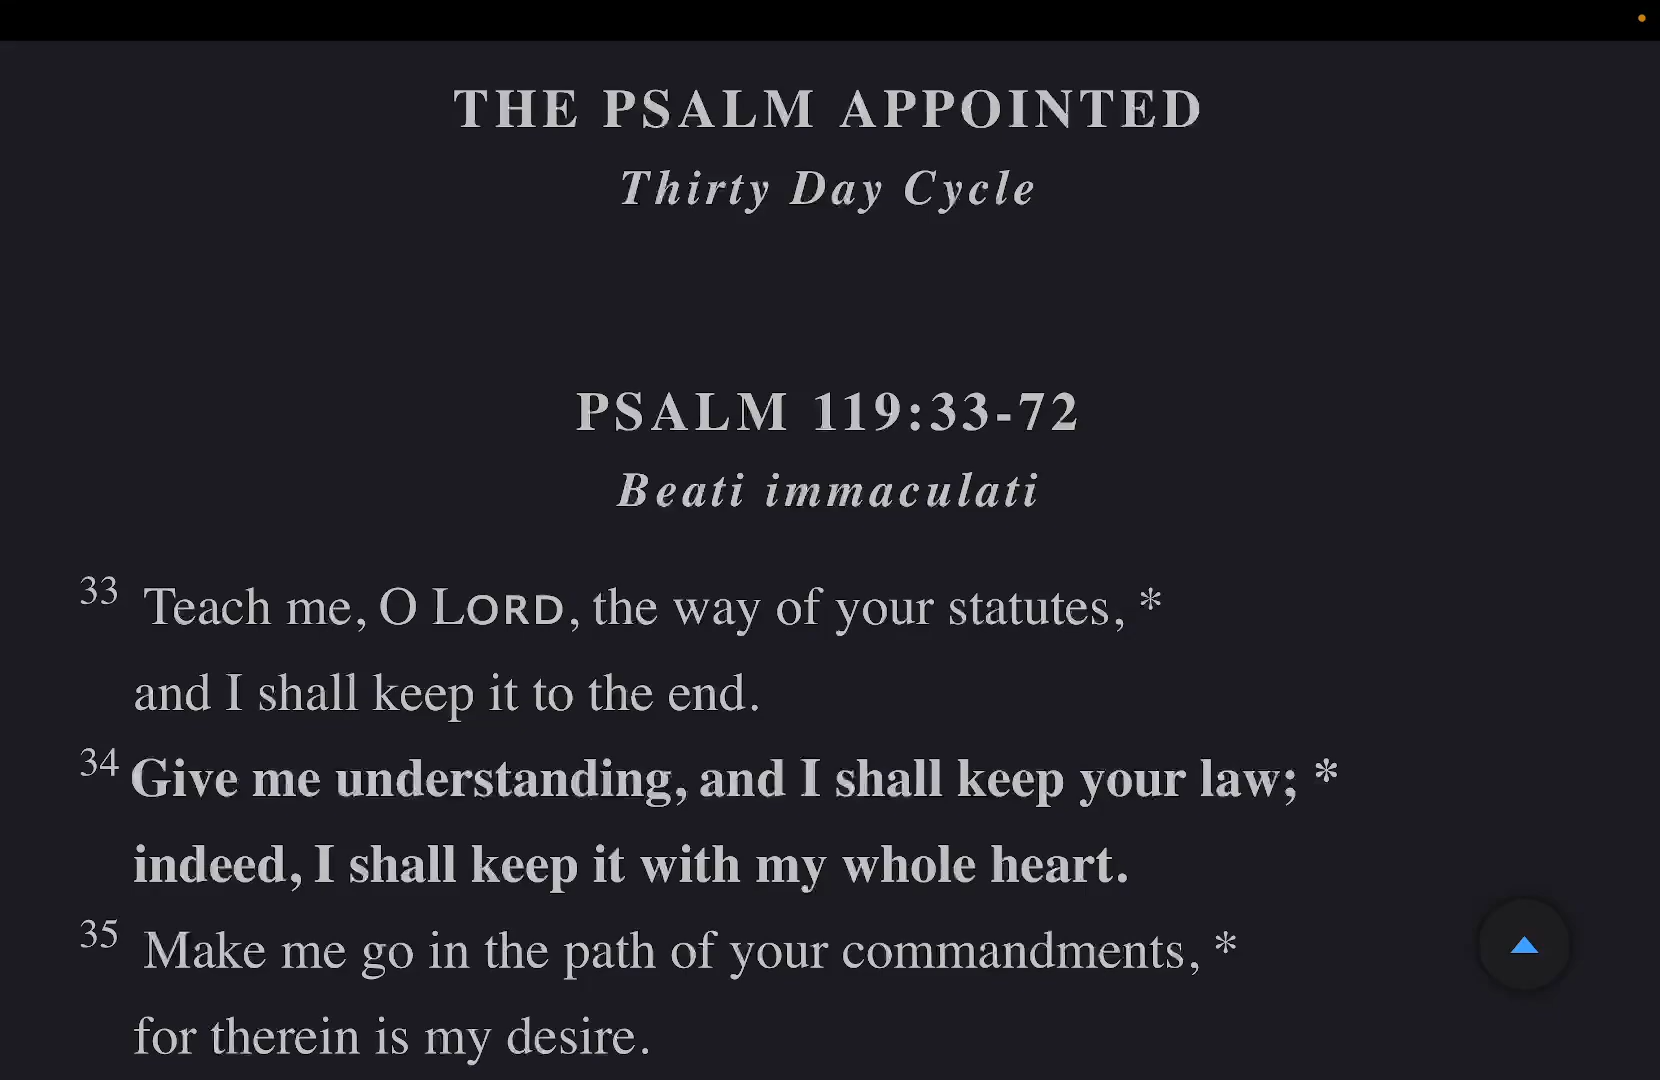 THE PSALM APPOINTED
Thirty Day Cycle
PSALM 119:33-72
Beati immaculati
33 Teach me, O LORD, the way of your statutes, *
and I shall keep it to the end.
34 Give me understanding, and I shall keep your law; *
indeed, I shall keep it with my whole heart.
35 Make me go in the path of your commandments, *
for therein is my desire.